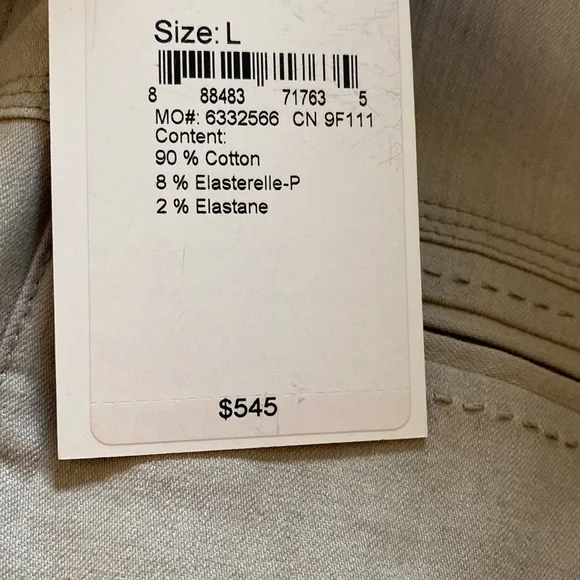 Size: L
8 88483 71763 5
MO#: 6332566 CN 9F111
Content:
90 % Cotton
8 % Elasterelle-P
2 % Elastane
$545